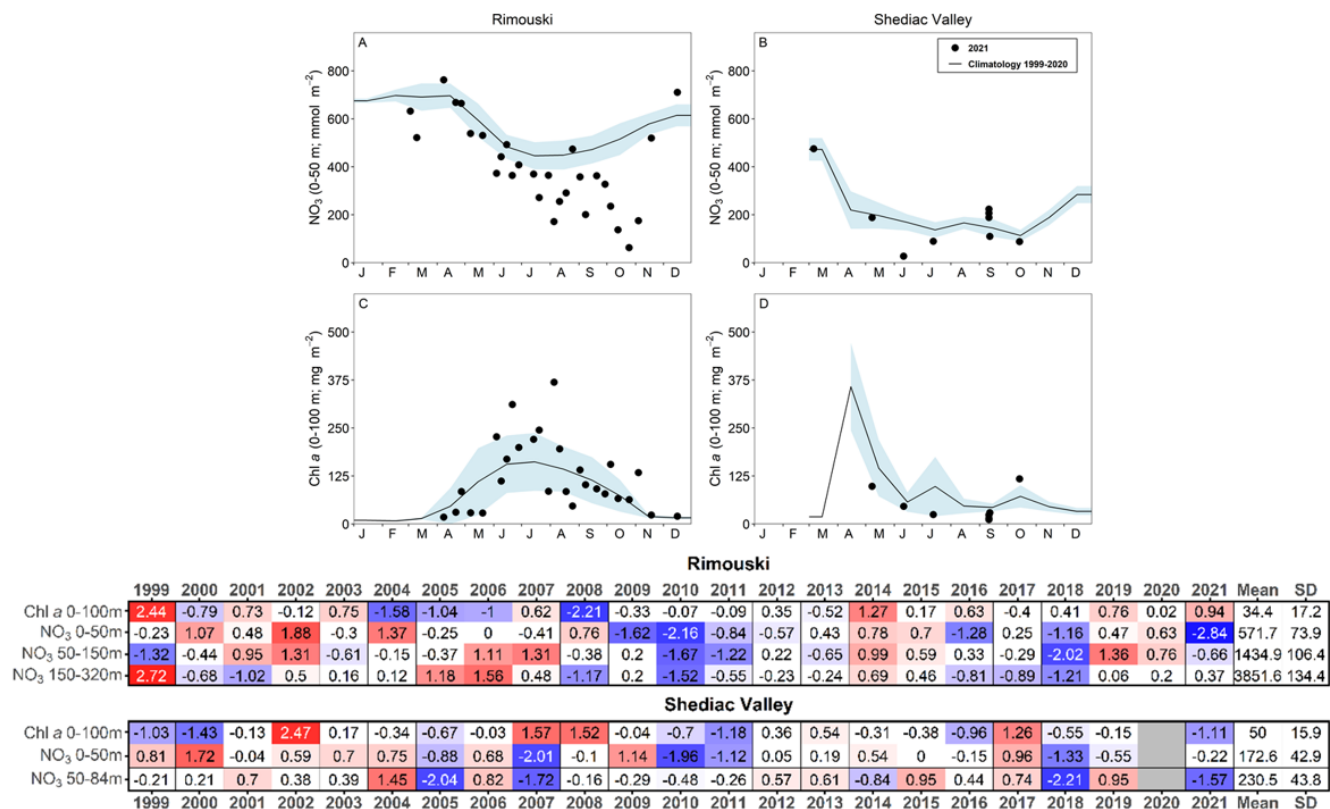 Rimouski Shediac Valley
A B
2021
Climatology 1999-2020
NO3 (0-50 m; mmol m−2)
800
600
400
200
0
J F M A M J J A S O N D
NO3 (0-50 m; mmol m−2)
800
600
400
200
0
J F M A M J J A S O N D
C D
Chl a (0-100 m; mg m−2)
500
375
250
125
0
J F M A M J J A S O N D
Chl a (0-100 m; mg m−2)
500
375
250
125
0
J F M A M J J A S O N D
Rimouski
1999 2000 2001 2002 2003 2004 2005 2006 2007 2008 2009 2010 2011 2012 2013 2014 2015 2016 2017 2018 2019 2020 2021 Mean SD
Chl a 0-100m 2.44 -0.79 0.73 -0.12 0.75 -1.58 -1.04 -1 0.62 -2.21 -0.33 -0.07 -0.09 0.35 -0.52 1.27 0.17 0.63 -0.4 0.41 0.76 0.02 0.94 34.4 17.2
NO3 0-50m -0.23 1.07 0.48 1.88 -0.3 1.37 -0.25 0 -0.41 0.76 -1.62 -2.16 -0.84 -0.57 0.43 0.78 0.7 -1.28 0.25 -1.16 0.47 0.63 -2.84 571.7 73.9
NO3 50-150m -1.32 -0.44 0.95 1.31 -0.61 -0.15 -0.37 1.11 1.31 -0.38 0.2 -1.67 -1.22 0.22 -0.65 0.99 0.59 0.33 -0.29 -2.02 1.36 0.76 -0.66 1434.9 106.4
NO3 150-320m 2.72 -0.68 -1.02 0.5 0.16 0.12 1.18 1.56 0.48 -1.17 0.2 -1.52 -0.55 -0.23 -0.24 0.69 0.46 -0.81 -0.89 -1.21 0.06 0.2 0.37 3851.6 134.4
Shediac Valley
Chl a 0-100m -1.03 -1.43 -0.13 2.47 0.17 -0.34 -0.67 -0.03 1.57 1.52 -0.04 -0.7 -1.18 0.36 0.54 -0.31 -0.38 -0.96 1.26 -0.55 -0.15 -1.11 50 15.9
NO3 0-50m 0.81 1.72 -0.04 0.59 0.7 0.75 -0.88 0.68 -2.01 -0.1 1.14 -1.96 -1.12 0.05 0.19 0.54 0 -0.15 0.96 -1.33 -0.55 -0.22 172.6 42.9
NO3 50-84m -0.21 0.21 0.7 0.38 0.39 1.45 -2.04 0.82 -1.72 -0.16 -0.29 -0.48 -0.26 0.57 0.61 -0.84 0.95 0.44 0.74 -2.21 0.95 -1.57 230.5 43.8
1999 2000 2001 2002 2003 2004 2005 2006 2007 2008 2009 2010 2011 2012 2013 2014 2015 2016 2017 2018 2019 2020 2021 Mean SD